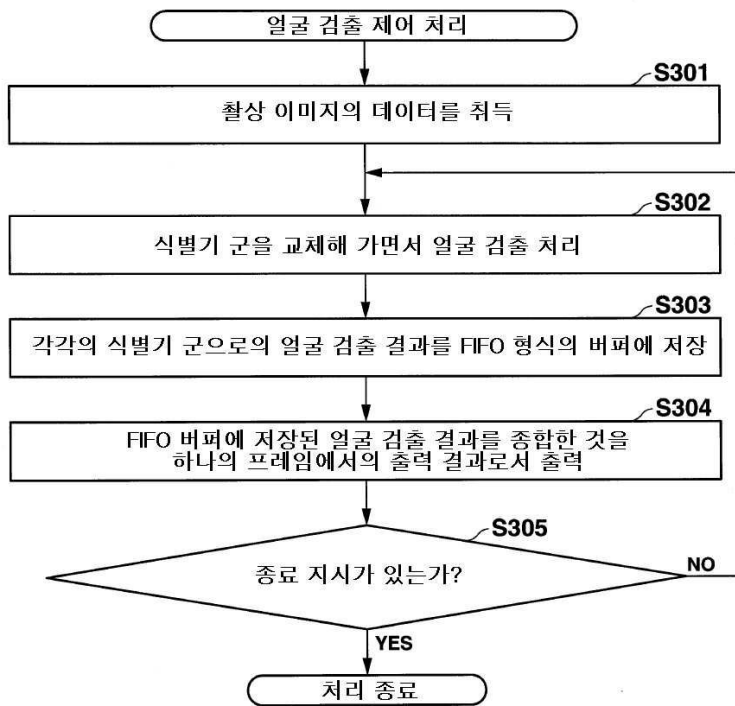 얼굴 검출 제어 처리
S301
촬상 이미지의 데이터를 취득
S302
식별기 군을 교체해 가면서 얼굴 검출 처리
S303
각각의 식별기 군으로의 얼굴 검출 결과를 FIFO 형식의 버퍼에 저장
S304
FIFO 버퍼에 저장된 얼굴 검출 결과를 종합한 것을
하나의 프레임에서의 출력 결과로서 출력
S305
종료 지시가 있는가?
NO
YES
처리 종료